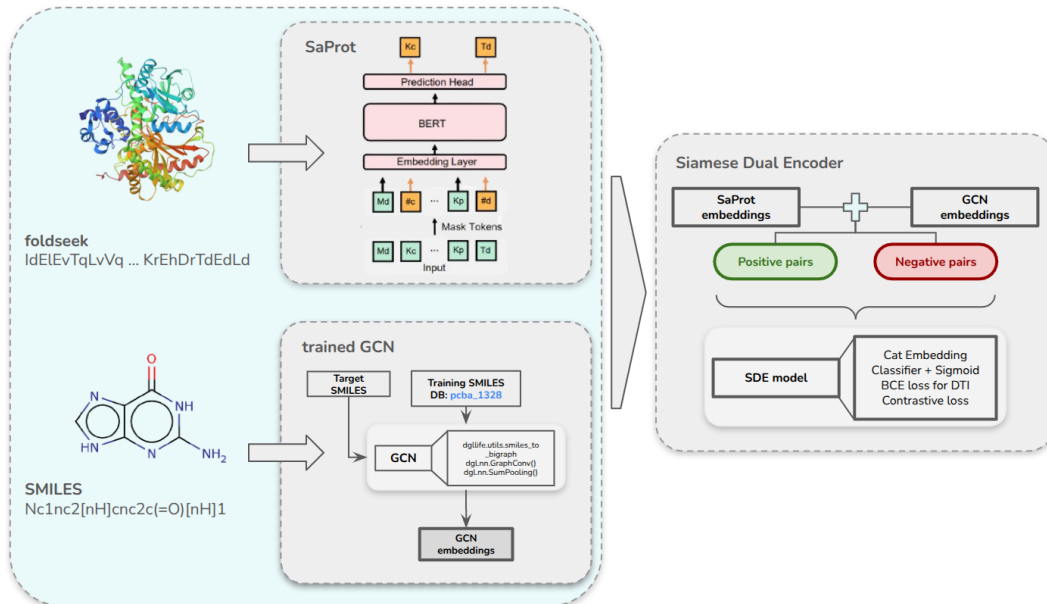 SaProt
Kc
Td
Prediction Head
BERT
Embedding Layer
Md
#c
...
Kp
#d
Mask Tokens
Md
Kc
...
Kp
Td
Input
foldseek
IdElEvTqLvVq ... KrEhDrTdEdLd
trained GCN
Target
SMILES
Training SMILES
DB: pcba_1328
GCN
dgllife.utils.smiles_to
_bigraph
dgl.nn.GraphConv()
dgl.nn.SumPooling()
GCN
embeddings
O
N
NH
HN
N
NH2
SMILES
Nc1nc2[nH]cnc2c(=O)[nH]1
Siamese Dual Encoder
SaProt
embeddings
GCN
embeddings
Positive pairs
Negative pairs
SDE model
Cat Embedding
Classifier + Sigmoid
BCE loss for DTI
Contrastive loss